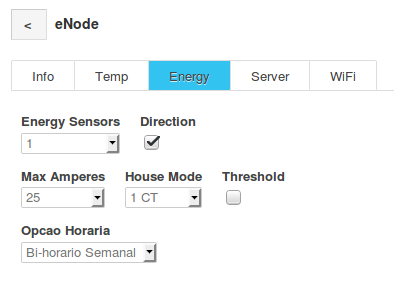 < eNode
Info Temp Energy Server WiFi
Energy Sensors Direction
1
Max Amperes House Mode Threshold
25 1 CT
Opcao Horaria
Bi-horario Semanal